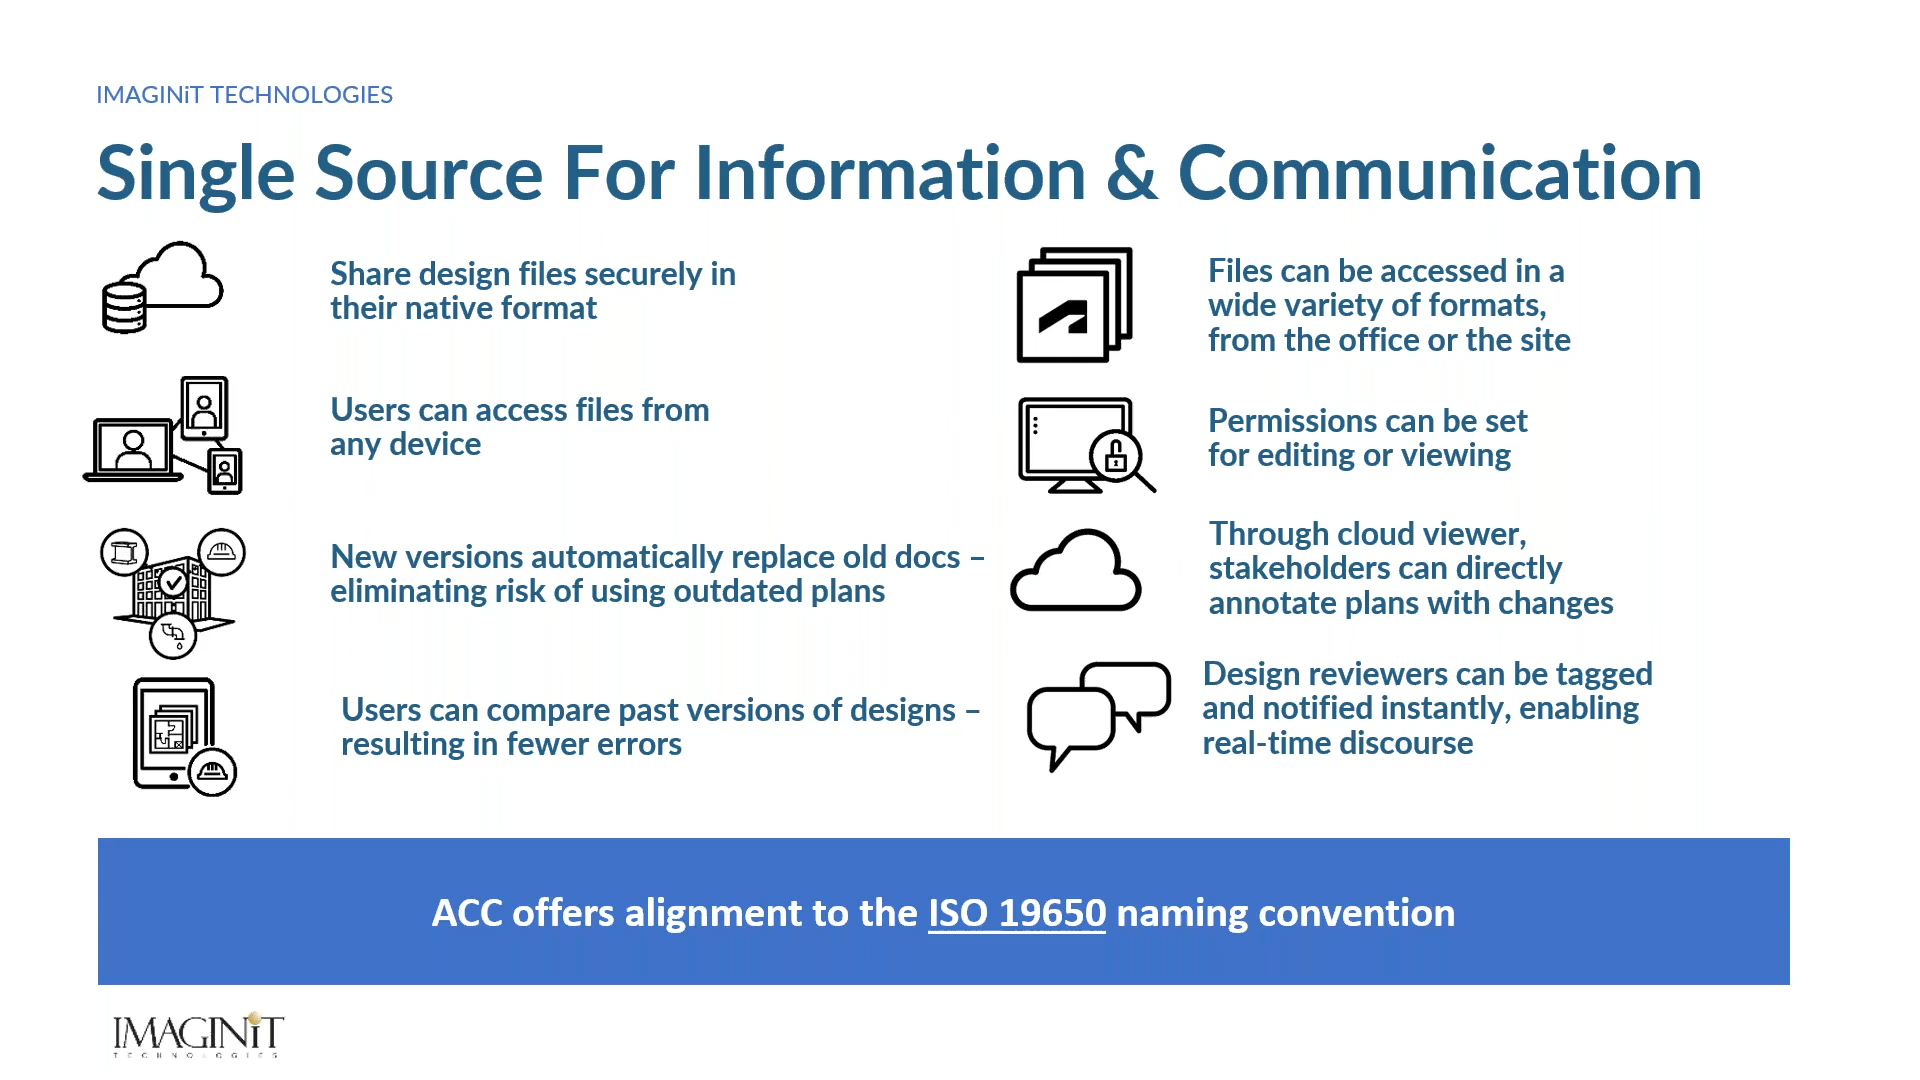 IMAGINiT TECHNOLOGIES
Single Source For Information & Communication
Share design files securely in
their native format
Users can access files from
any device
New versions automatically replace old docs –
eliminating risk of using outdated plans
Users can compare past versions of designs –
resulting in fewer errors
Files can be accessed in a
wide variety of formats,
from the office or the site
Permissions can be set
for editing or viewing
Through cloud viewer,
stakeholders can directly
annotate plans with changes
Design reviewers can be tagged
and notified instantly, enabling
real-time discourse
ACC offers alignment to the ISO 19650 naming convention
IMAGINiT
TECHNOLOGIES